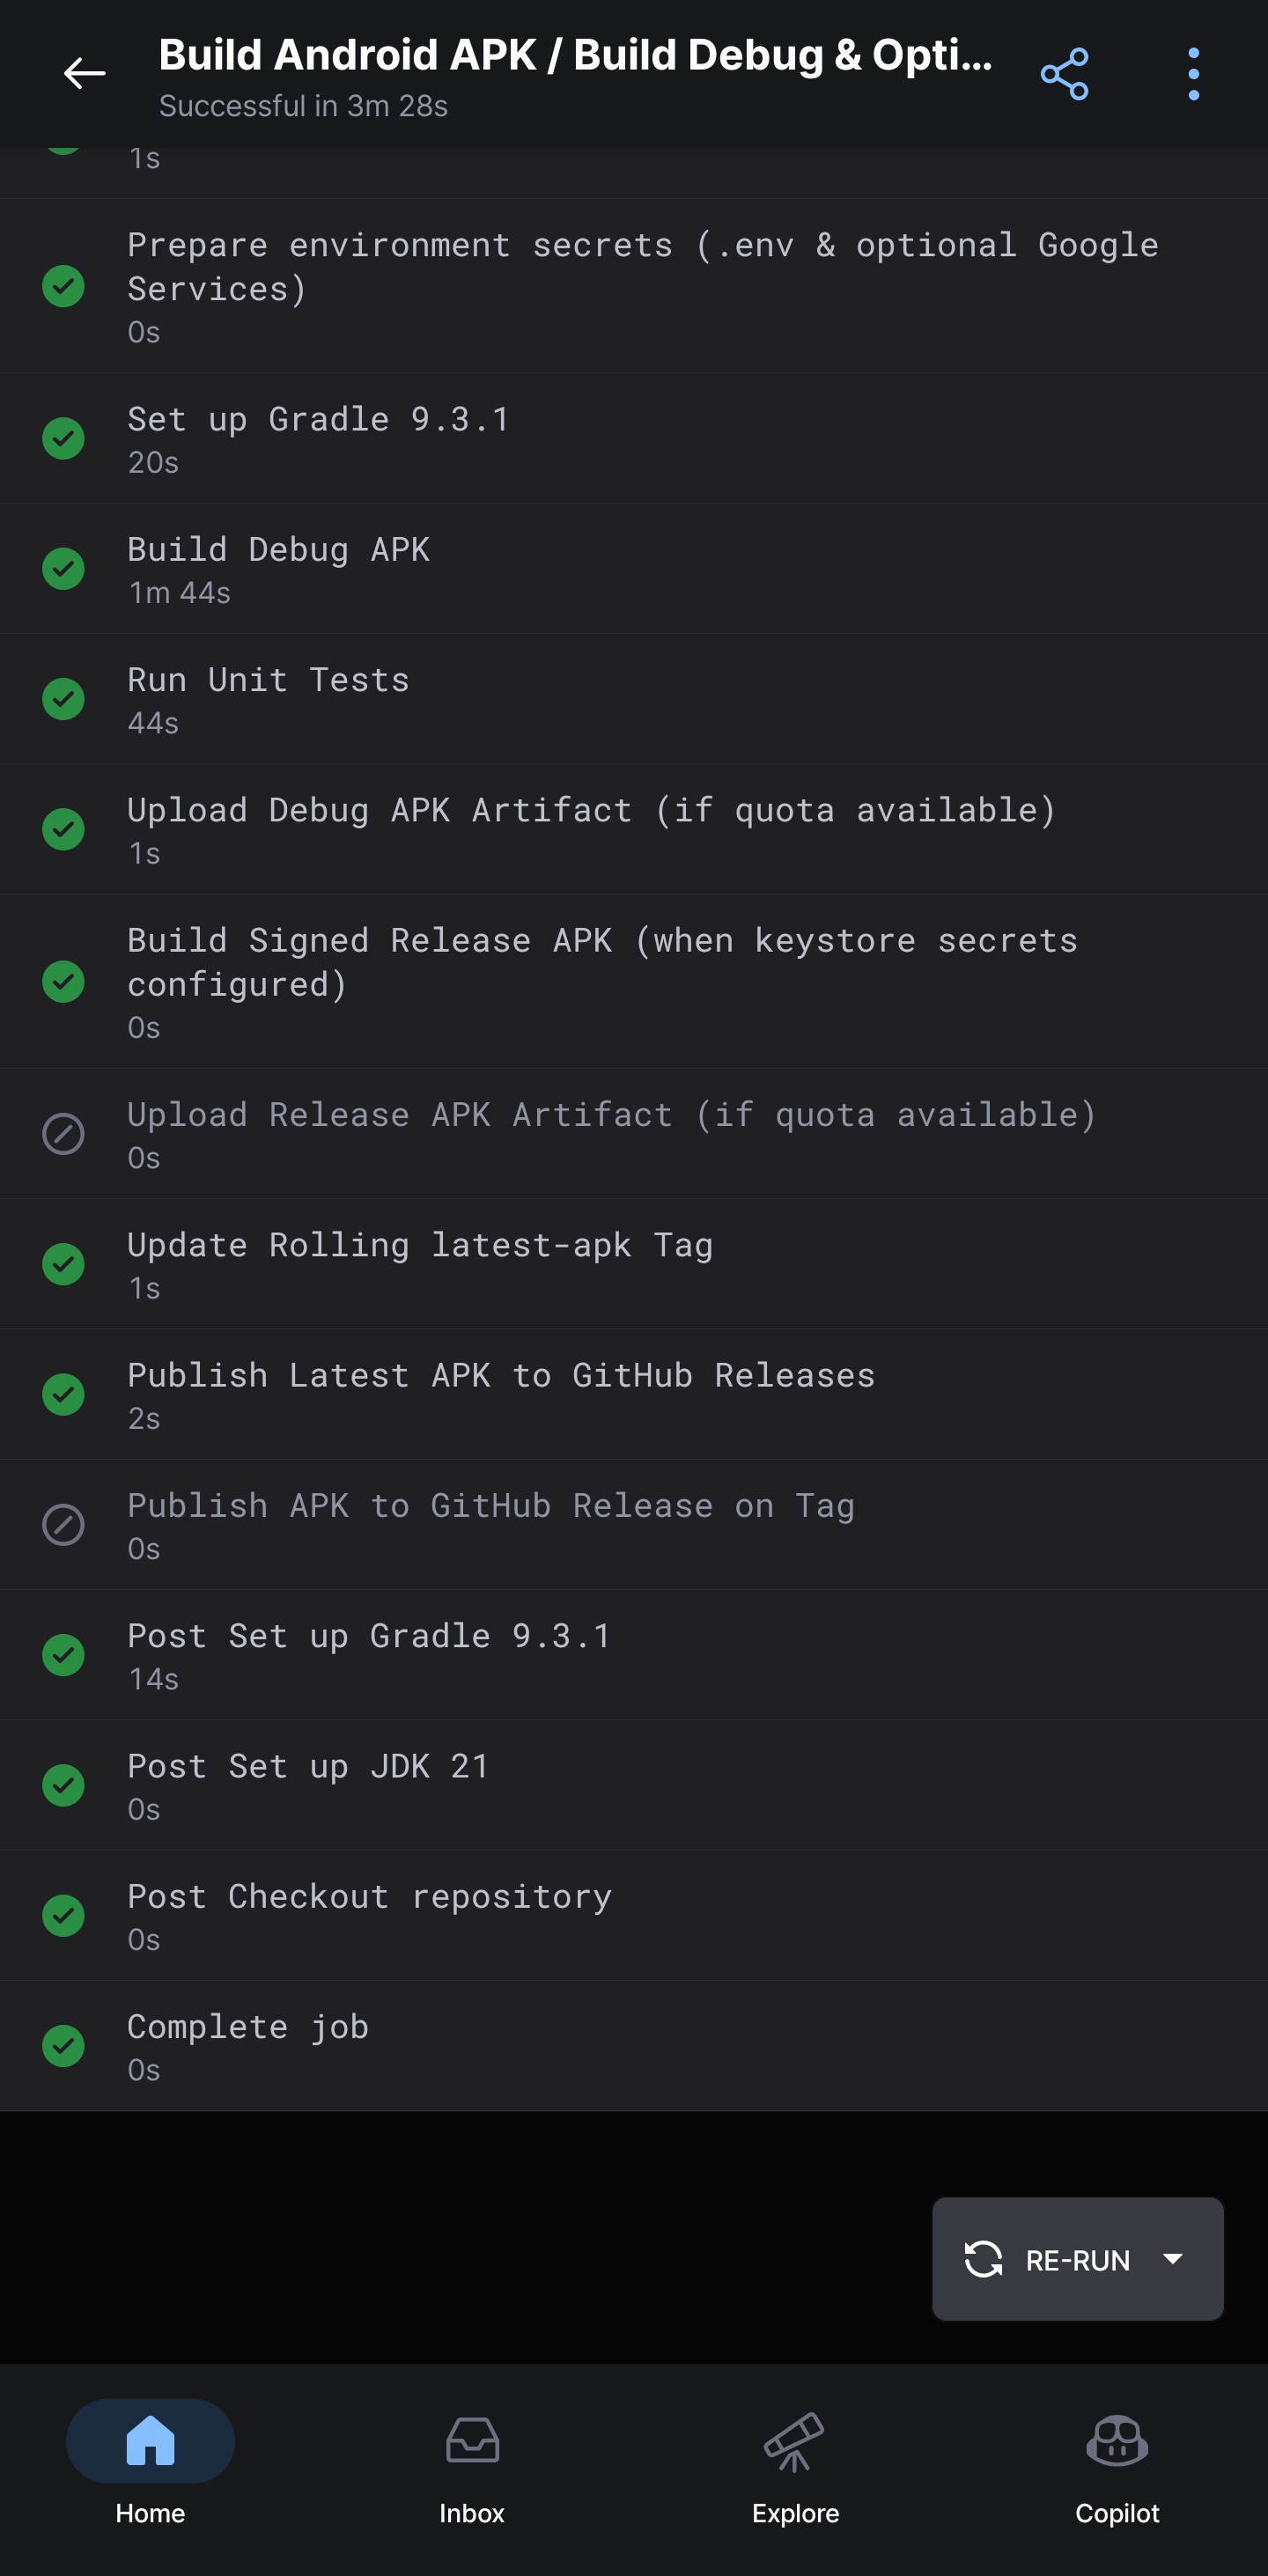 Build Android APK / Build Debug & Opti...
Successful in 3m 28s
1s
Prepare environment secrets (.env & optional Google
Services)
0s
Set up Gradle 9.3.1
20s
Build Debug APK
1m 44s
Run Unit Tests
44s
Upload Debug APK Artifact (if quota available)
1s
Build Signed Release APK (when keystore secrets
configured)
0s
Upload Release APK Artifact (if quota available)
0s
Update Rolling latest-apk Tag
1s
Publish Latest APK to GitHub Releases
2s
Publish APK to GitHub Release on Tag
0s
Post Set up Gradle 9.3.1
14s
Post Set up JDK 21
0s
Post Checkout repository
0s
Complete job
0s
RE-RUN
Home
Inbox
Explore
Copilot